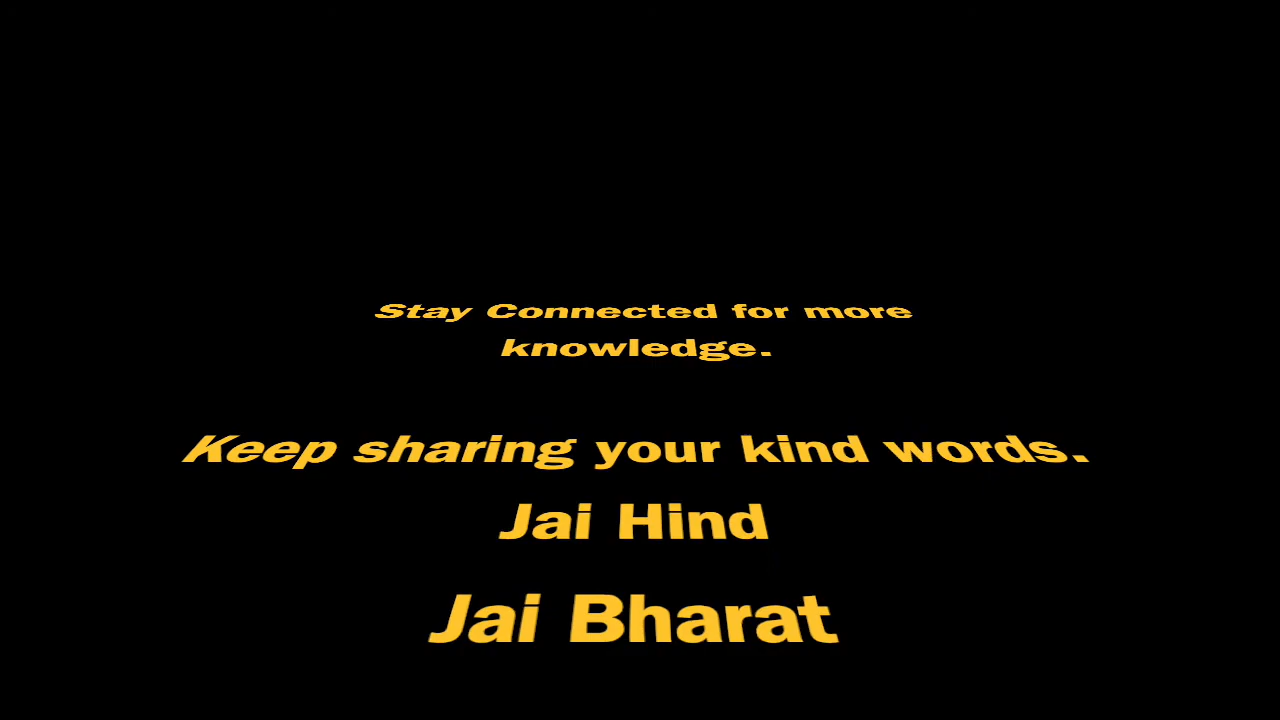 Stay Connected for more
knowledge.
Keep sharing your kind words.
Jai Hind
Jai Bharat